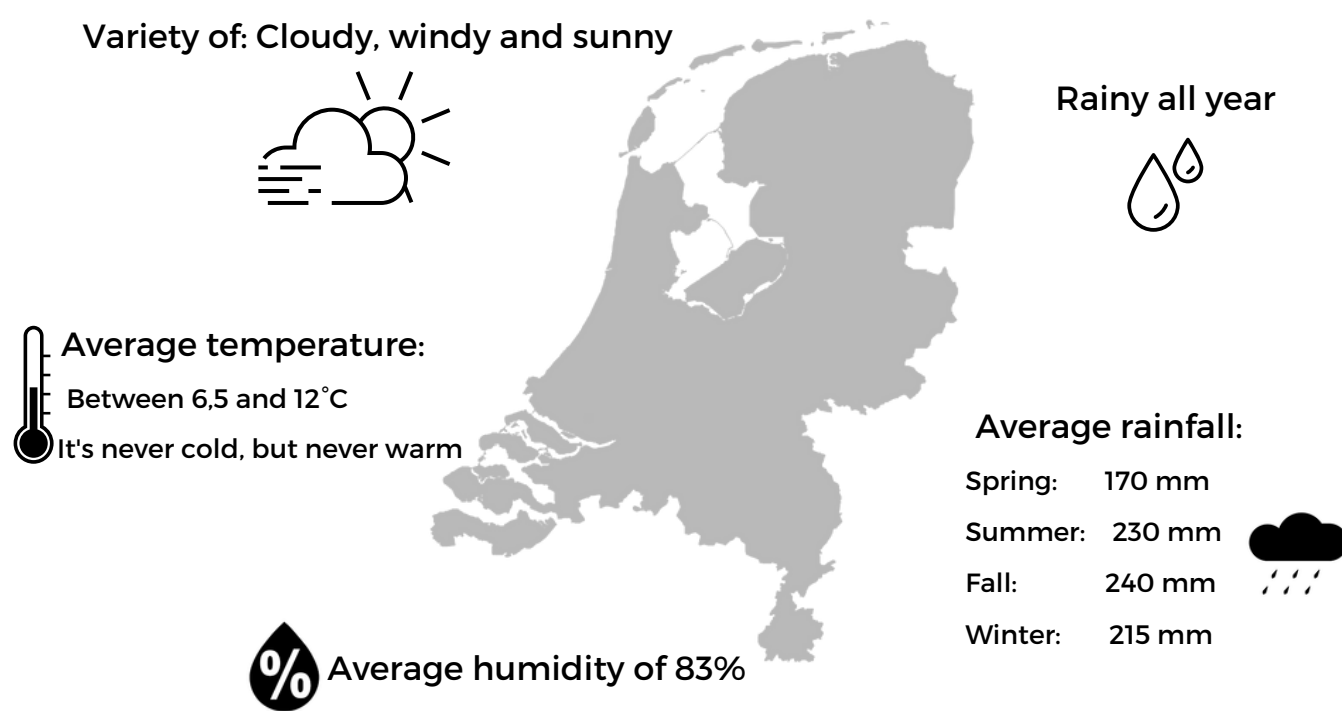 Variety of: Cloudy, windy and sunny
Rainy all year
Average temperature:
Between 6,5 and 12°C
It's never cold, but never warm
Average rainfall:
Spring: 170 mm
Summer: 230 mm
Fall: 240 mm
Winter: 215 mm
% Average humidity of 83%